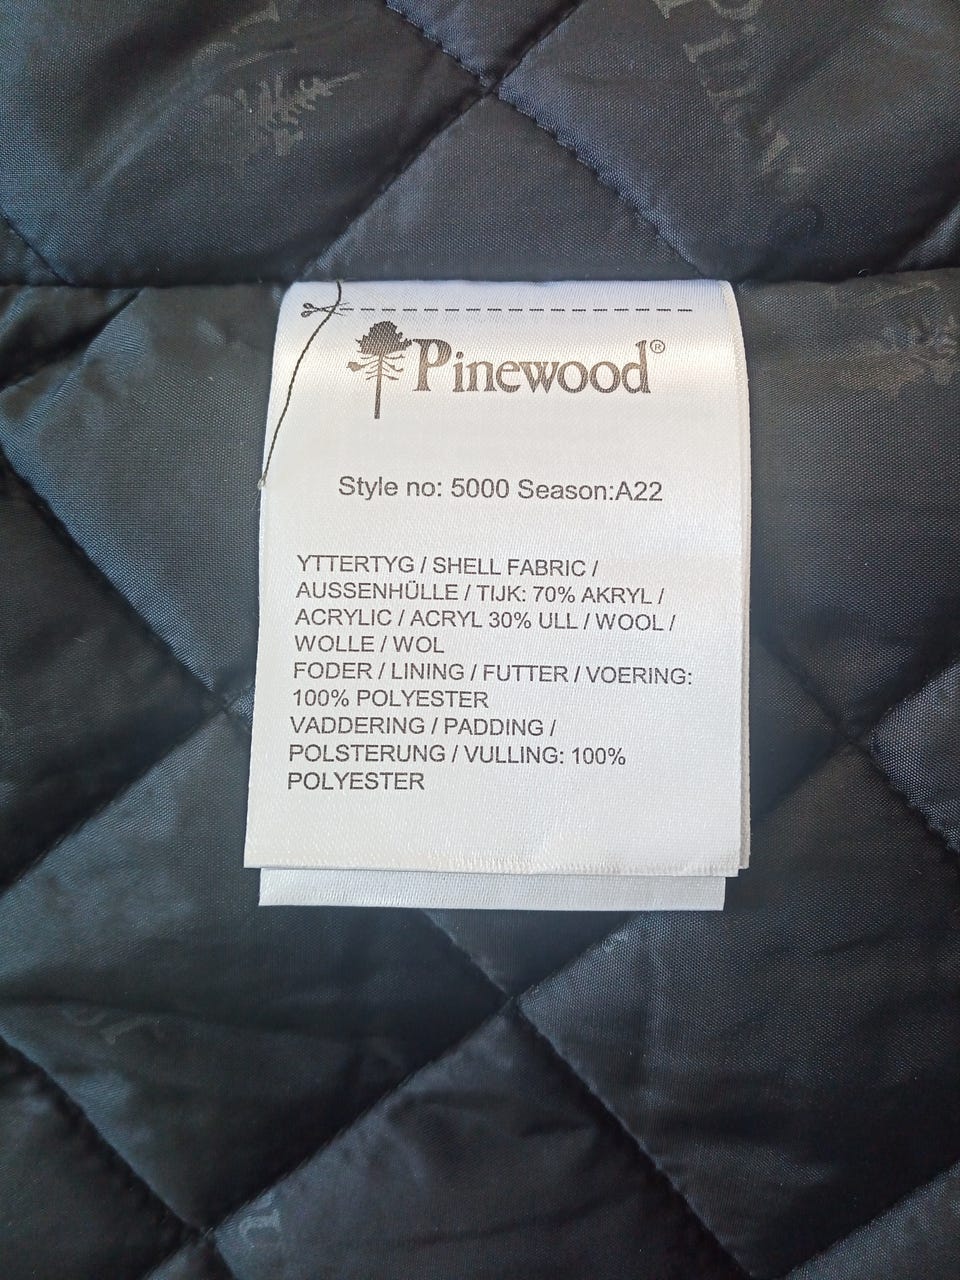 Pinewood®
Style no: 5000 Season:A22
YTTERTYG / SHELL FABRIC /
AUSSENHÜLLE / TIJK: 70% AKRYL /
ACRYLIC / ACRYL 30% ULL / WOOL /
WOLLE / WOL
FODER / LINING / FUTTER / VOERING:
100% POLYESTER
VADDERING / PADDING /
POLSTERUNG / VULLING: 100%
POLYESTER